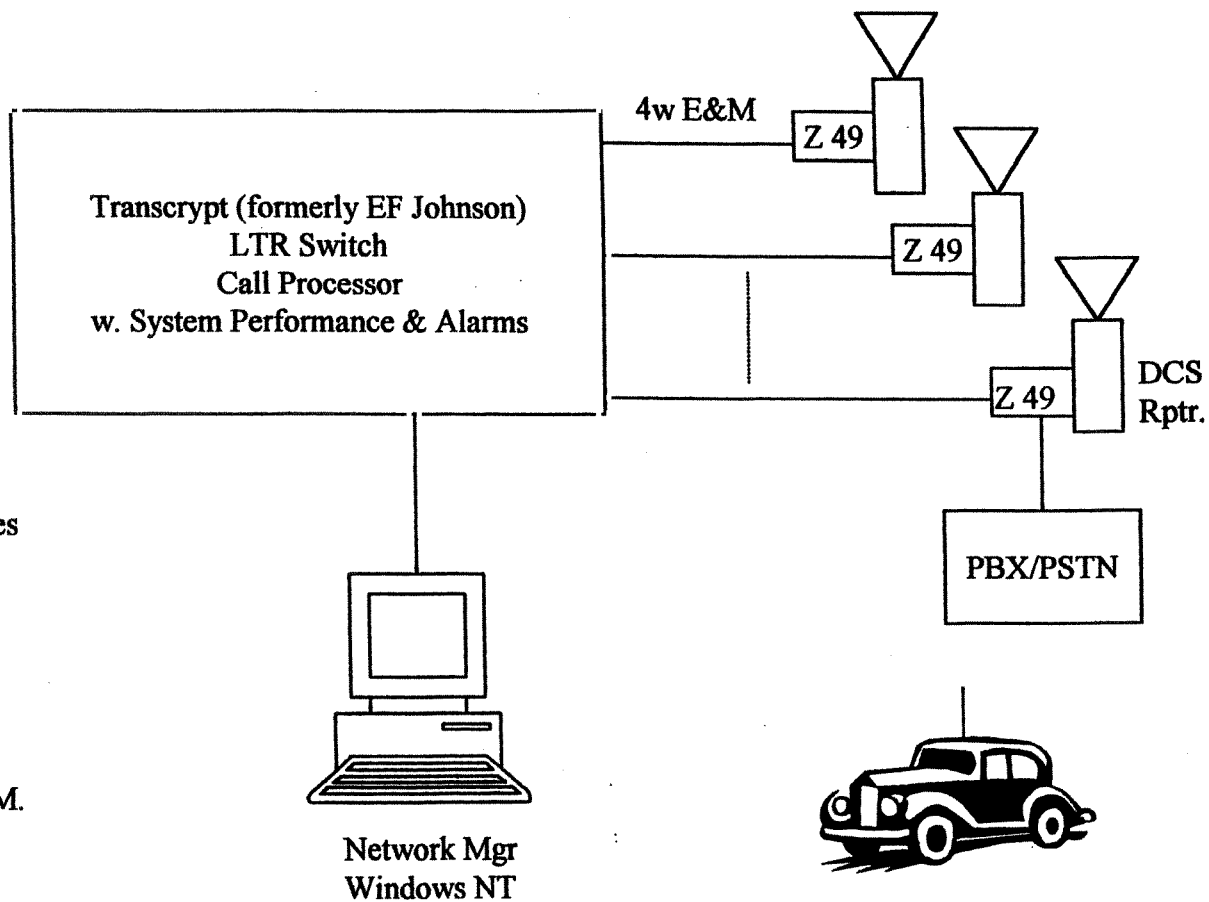 4w E&M
Z 49
Transcrypt (formerly EF Johnson)
LTR Switch
Call Processor
w. System Performance & Alarms
Z 49
Z 49
DCS
Rptr.
es
PBX/PSTN
M.
Network Mgr
Windows NT